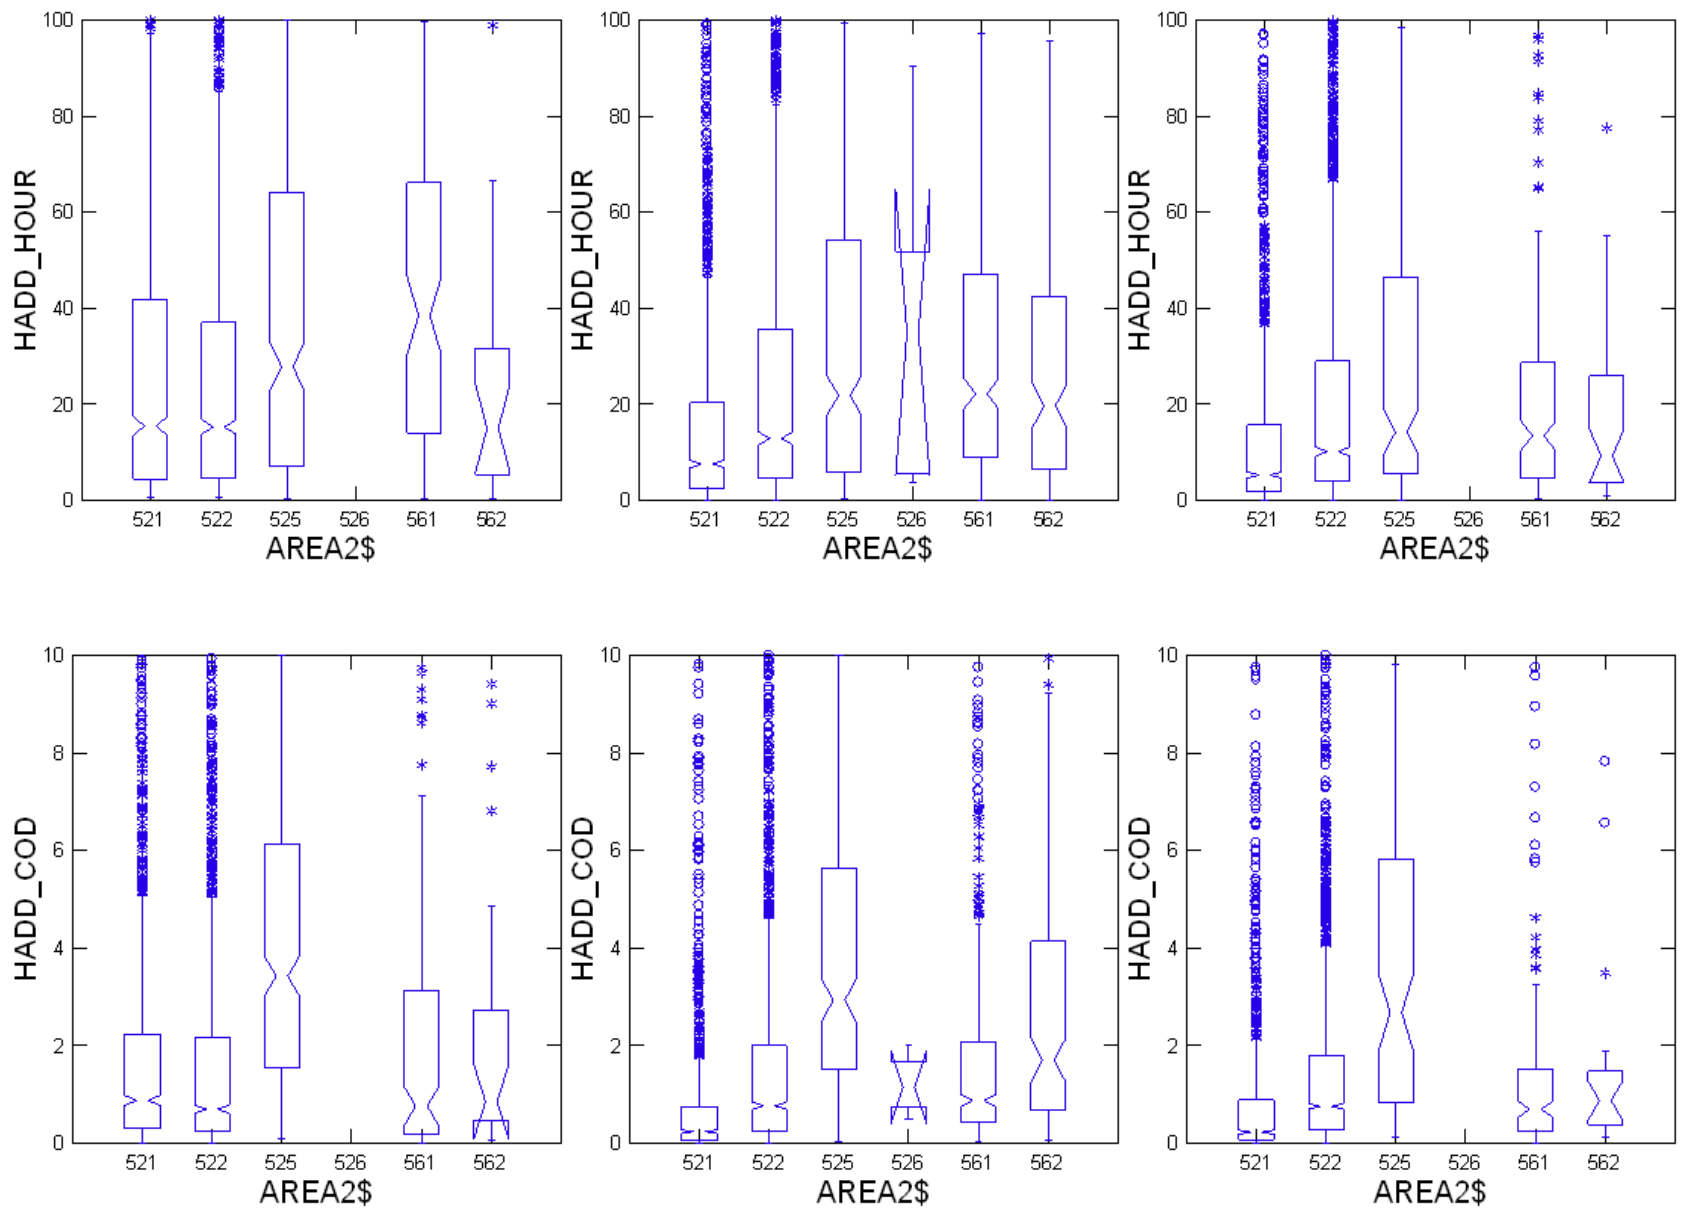 100 100 100
80 80 80
60 60 60
40 40 40
20 20 20
0 0 0
HADD_HOUR HADD_HOUR HADD_HOUR
521 522 525 526 561 562 521 522 525 526 561 562 521 522 525 526 561 562
AREA2$ AREA2$ AREA2$
10 10 10
8 8 8
6 6 6
4 4 4
2 2 2
0 0 0
HADD_COD HADD_COD HADD_COD
521 522 525 526 561 562 521 522 525 526 561 562 521 522 525 526 561 562
AREA2$ AREA2$ AREA2$